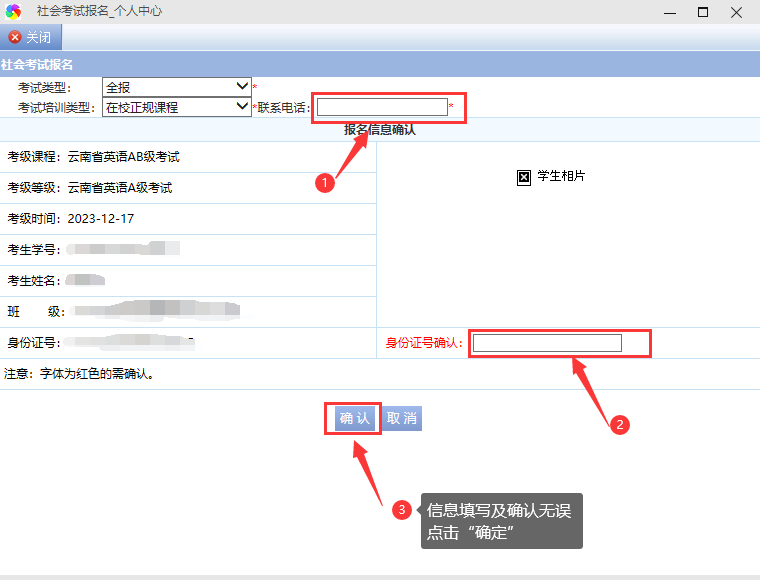 社会考试报名_个人中心
关闭
社会考试报名
考试类型： 全报 *
考试培训类型： 在校正规课程 *联系电话： *
报名信息确认
考级课程：云南省英语AB级考试
学生相片
考级等级：云南省英语A级考试
1
考级时间：2023-12-17
考生学号：
考生姓名：
班 级：
身份证号： 身份证号确认：
注意：字体为红色的需确认。
确认 取消
2
3 信息填写及确认无误
点击“确定”